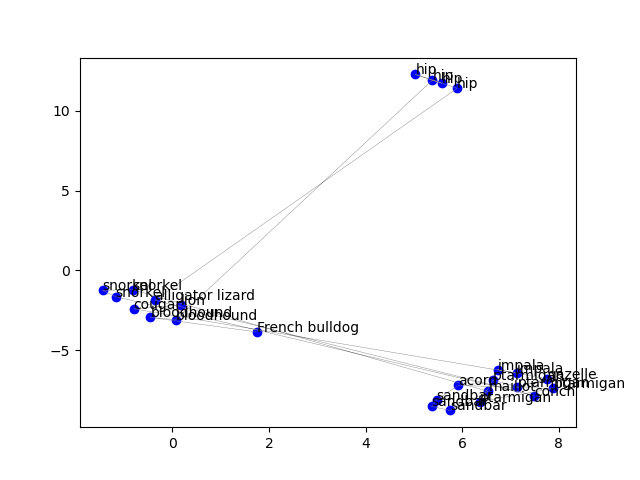 hip
hip
hip
hip
10
5
0
snorkel
snorkel
snorkel
alligator lizard
lion
cougar
bloodhound
bloodhound
French bulldog
−5
impala
impala
gazelle
ptarmigan
acorn
ptarmigan
ptarmigan
conch
sandbar
ptarmigan
sandbar
sandbar
0
2
4
6
8